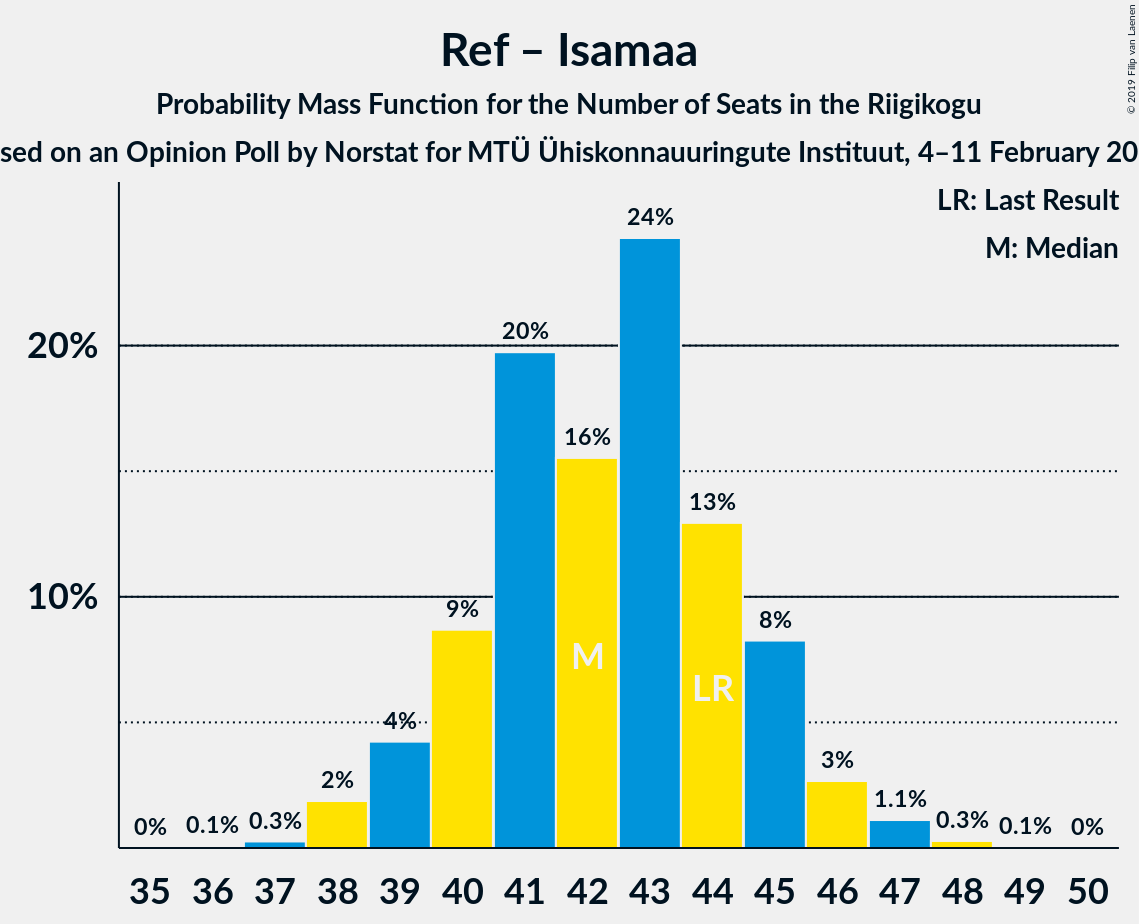 Ref – Isamaa
Probability Mass Function for the Number of Seats in the Riigikogu
sed on an Opinion Poll by Norstat for MTÜ Ühiskonnauuringute Instituut, 4–11 February 20
© 2019 Filip van Laenen
LR: Last Result
M: Median
24%
20%
20%
16%
13%
10%
9%
8%
M
LR
4%
3%
2%
1.1%
0% 0.1% 0.3%
0.3% 0.1% 0%
35 36 37 38 39 40 41 42 43 44 45 46 47 48 49 50